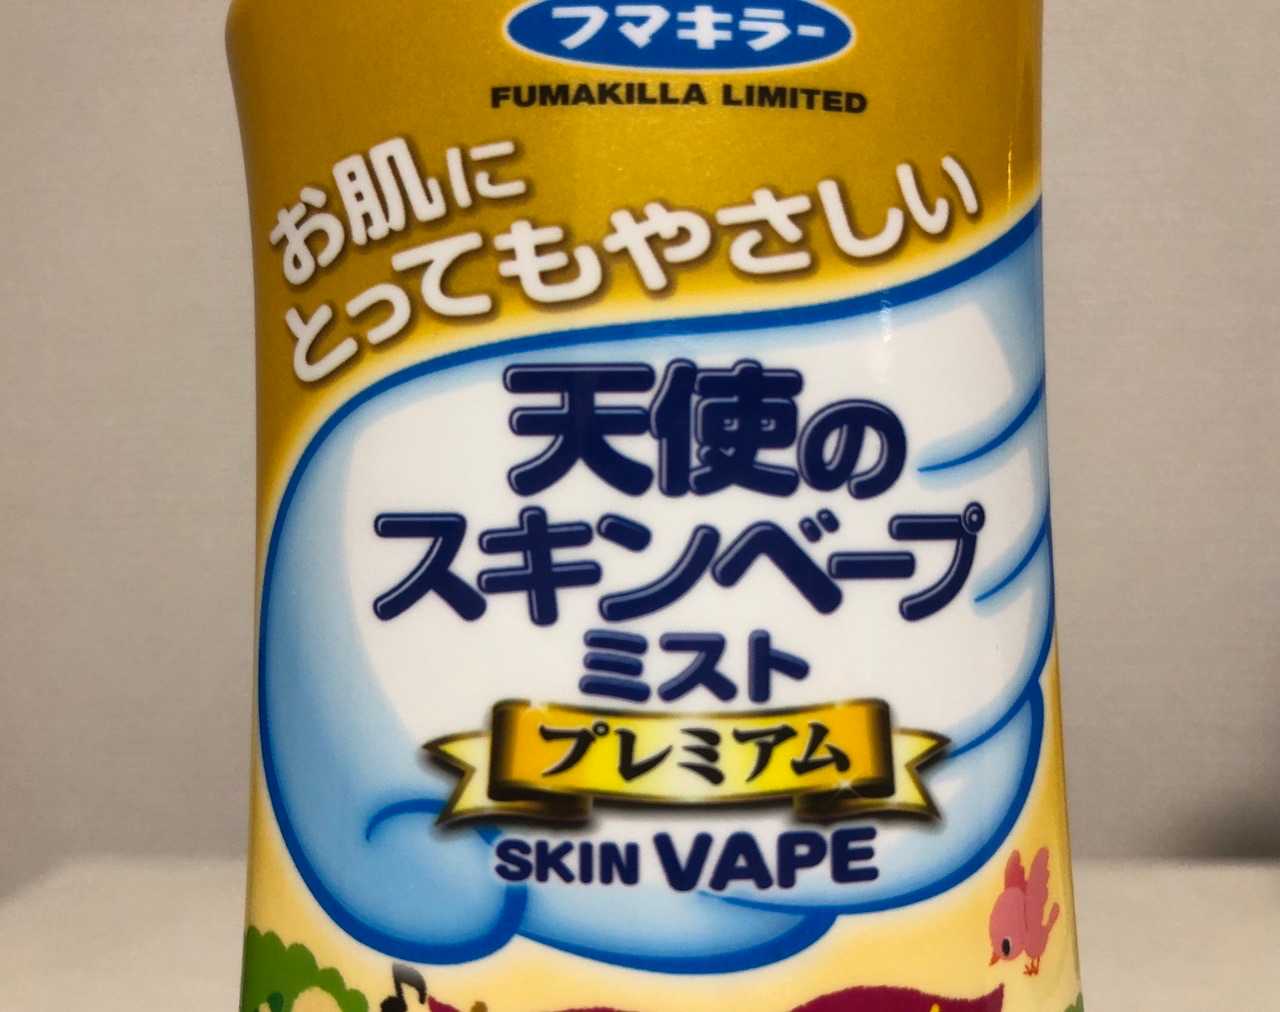 フマキラー
FUMAKILLA LIMITED
お肌に
とってもやさしい
天使の
スキンベープ
ミスト
プレミアム
SKIN VAPE